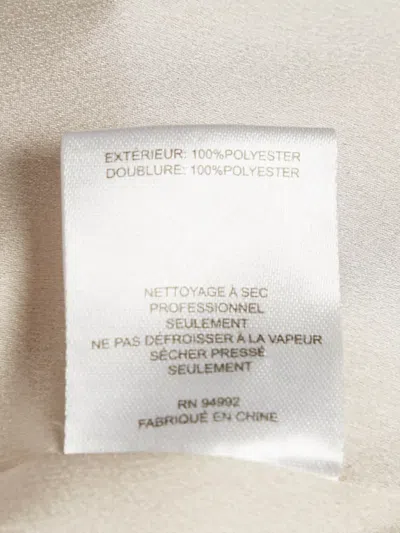 EXTÉRIEUR: 100%POLYESTER
DOUBLURE: 100%POLYESTER
NETTOYAGE À SEC
PROFESSIONNEL
SEULEMENT
NE PAS DÉFROISSER À LA VAPEUR
SÉCHER PRESSÉ
SEULEMENT
RN 94992
FABRIQUÉ EN CHINE